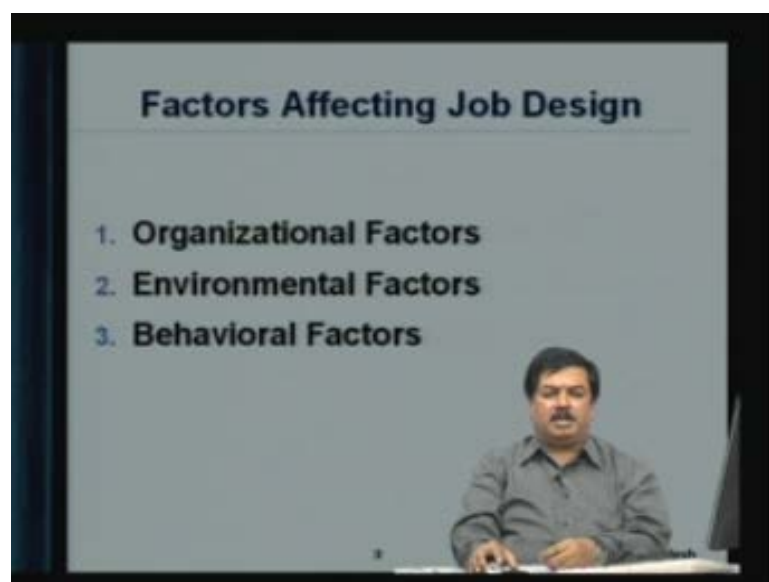 Factors Affecting Job Design
1. Organizational Factors
2. Environmental Factors
3. Behavioral Factors